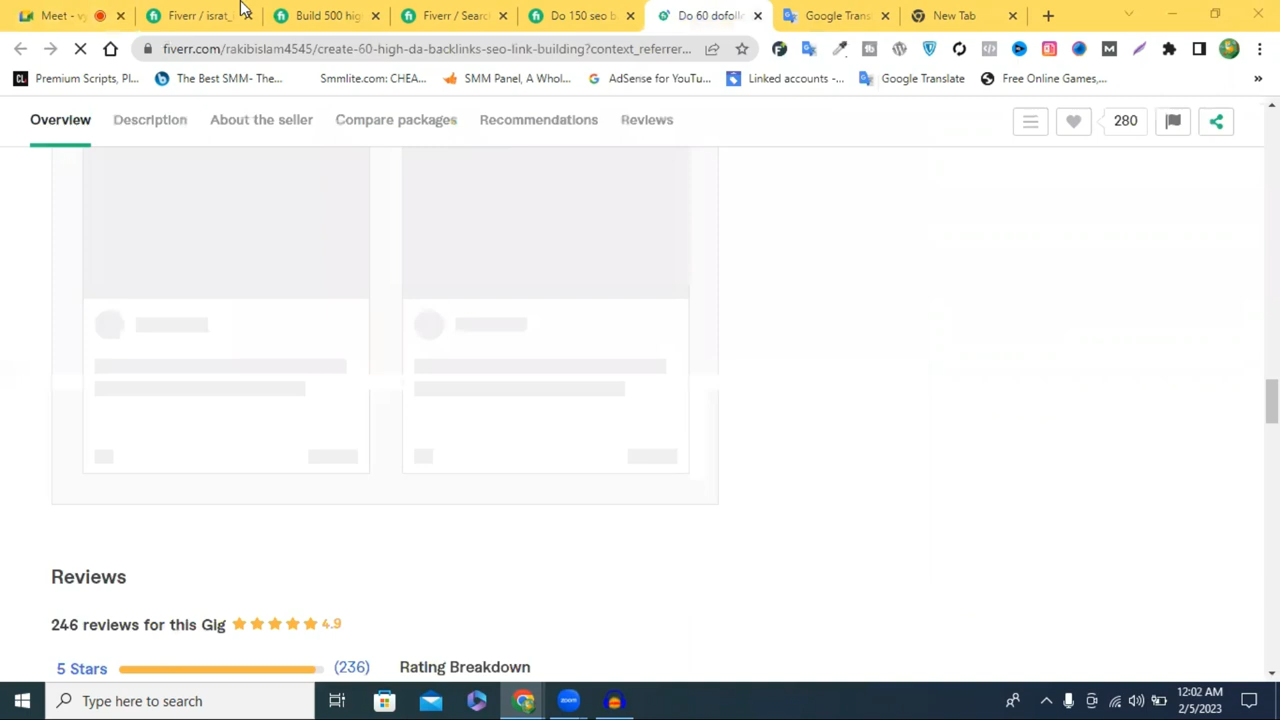 Meet - vy
Fiverr / israt_
Build 500 hig
Fiverr / Searc
Do 150 seo b
Do 60 dofolle
Google Trans
New Tab
fiverr.com/rakibislam4545/create-60-high-da-backlinks-seo-link-building?context_referrer...
CL Premium Scripts, Pl...
The Best SMM- The...
Smmlite.com: CHEA...
SMM Panel, A Whol...
AdSense for YouTu...
Linked accounts -...
Google Translate
Free Online Games,...
»
Overview
Description
About the seller
Compare packages
Recommendations
Reviews
280
Reviews
246 reviews for this Gig 4.9
5 Stars (236) Rating Breakdown
Type here to search
zoom
12:02 AM
2/5/2023